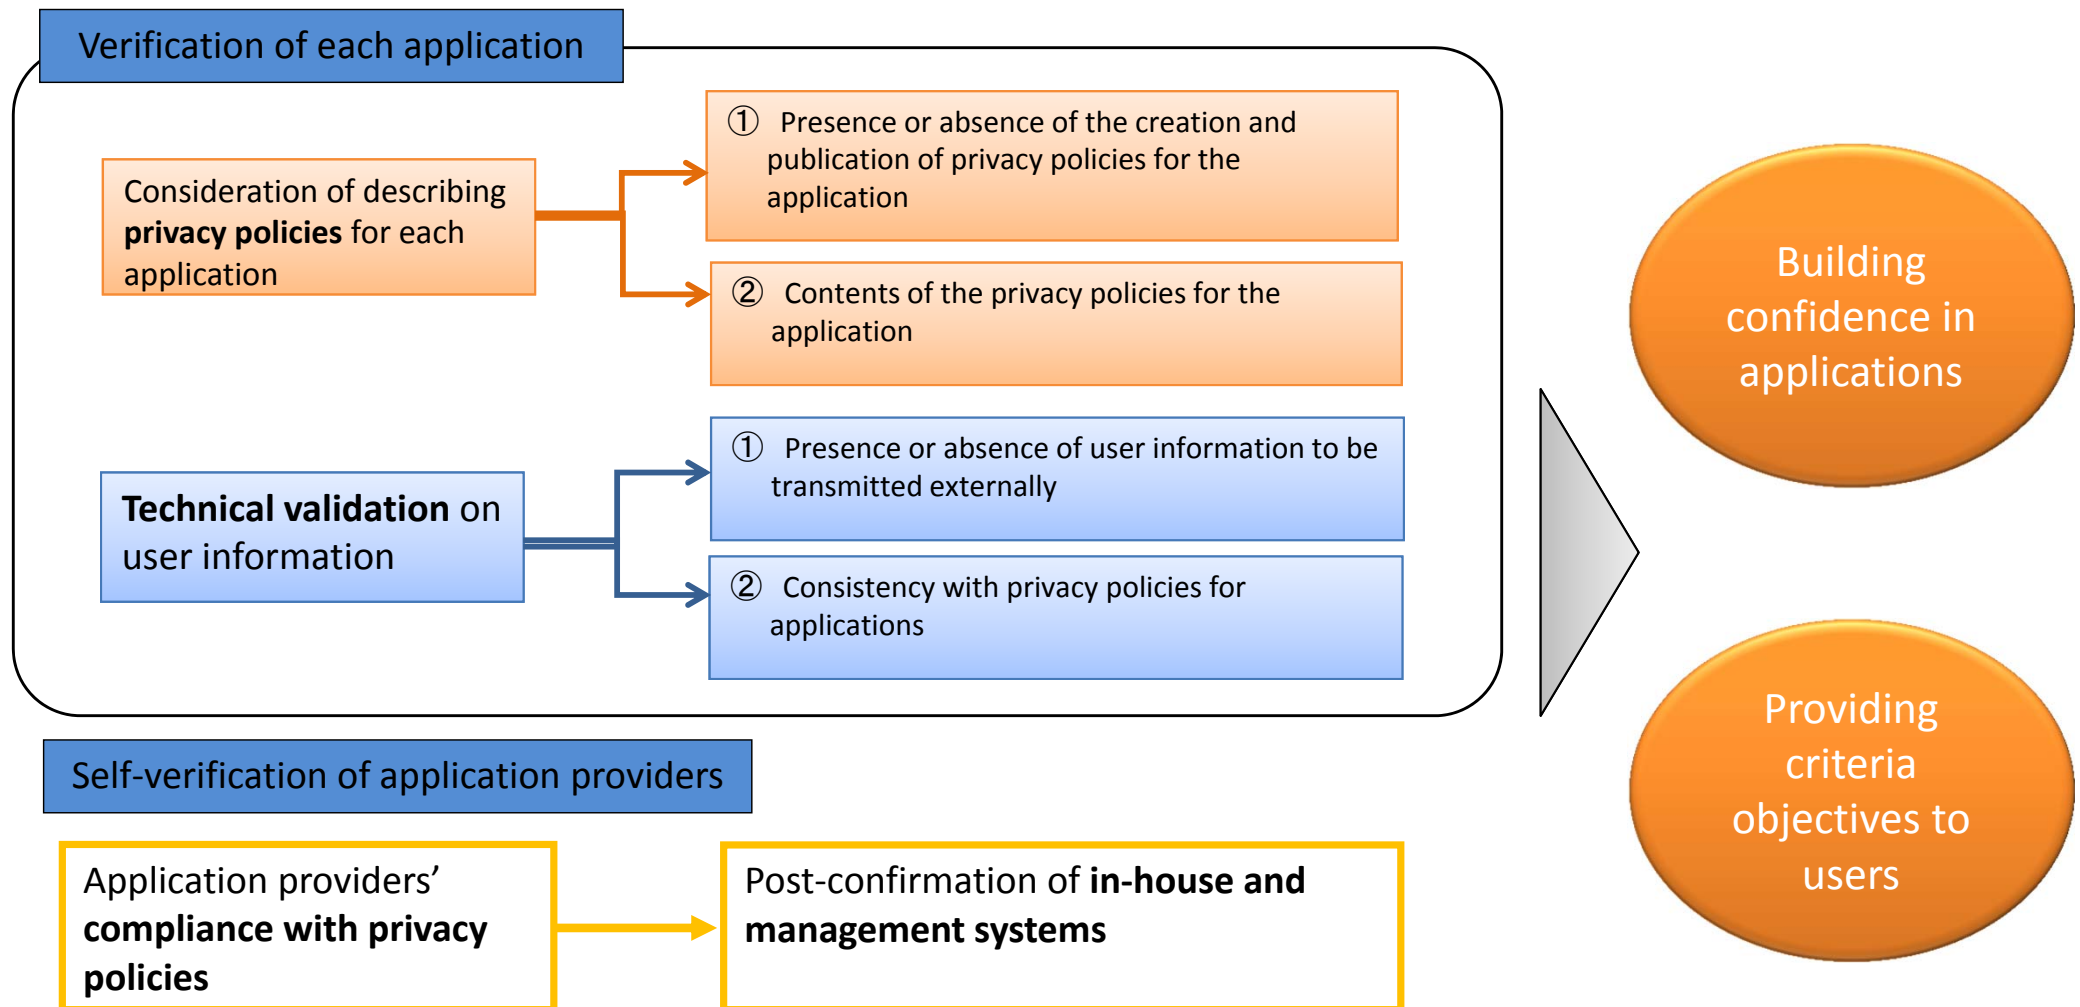 Verification of each application
Consideration of describing
privacy policies for each
application
① Presence or absence of the creation and
publication of privacy policies for the
application
② Contents of the privacy policies for the
application
Technical validation on
user information
① Presence or absence of user information to be
transmitted externally
② Consistency with privacy policies for
applications
Self-verification of application providers
Application providers’
compliance with privacy
policies
Post-confirmation of in-house and
management systems
Building
confidence in
applications
Providing
criteria
objectives to
users